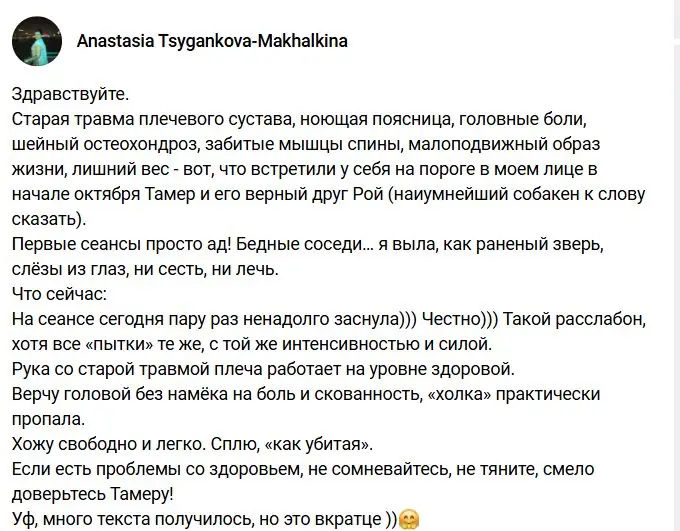 Anastasia Tsygankova-Makhalkina
Здравствуйте.
Старая травма плечевого сустава, ноющая поясница, головные боли,
шейный остеохондроз, забитые мышцы спины, малоподвижный образ
жизни, лишний вес - вот, что встретили у себя на пороге в моем лице в
начале октября Тамер и его верный друг Рой (наиумнейший собакен к слову
сказать).
Первые сеансы просто ад! Бедные соседи... я выла, как раненый зверь,
слёзы из глаз, ни сесть, ни лечь.
Что сейчас:
На сеансе сегодня пару раз ненадолго заснула))) Честно))) Такой расслабон,
хотя все «пытки» те же, с той же интенсивностью и силой.
Рука со старой травмой плеча работает на уровне здоровой.
Верчу головой без намёка на боль и скованность, «холка» практически
пропала.
Хожу свободно и легко. Сплю, «как убитая».
Если есть проблемы со здоровьем, не сомневайтесь, не тяните, смело
доверьтесь Тамеру!
Уф, много текста получилось, но это вкратце ))🤗